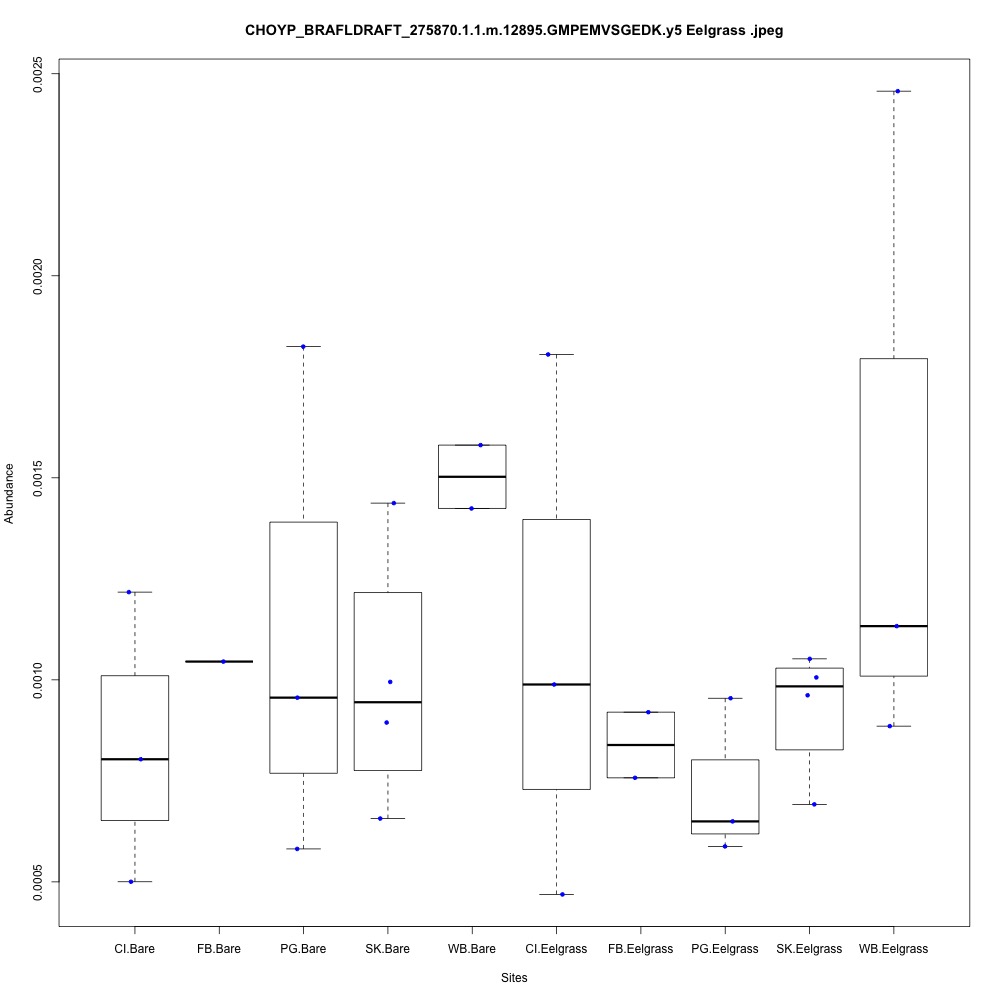 CHOYP_BRAFLDRAFT_275870.1.1.m.12895.GMPEMVSGEDK.y5 Eelgrass .jpeg
Abundance
0.0025
0.0020
0.0015
0.0010
0.0005
CI.Bare FB.Bare PG.Bare SK.Bare WB.Bare CI.Eelgrass FB.Eelgrass PG.Eelgrass SK.Eelgrass WB.Eelgrass
Sites